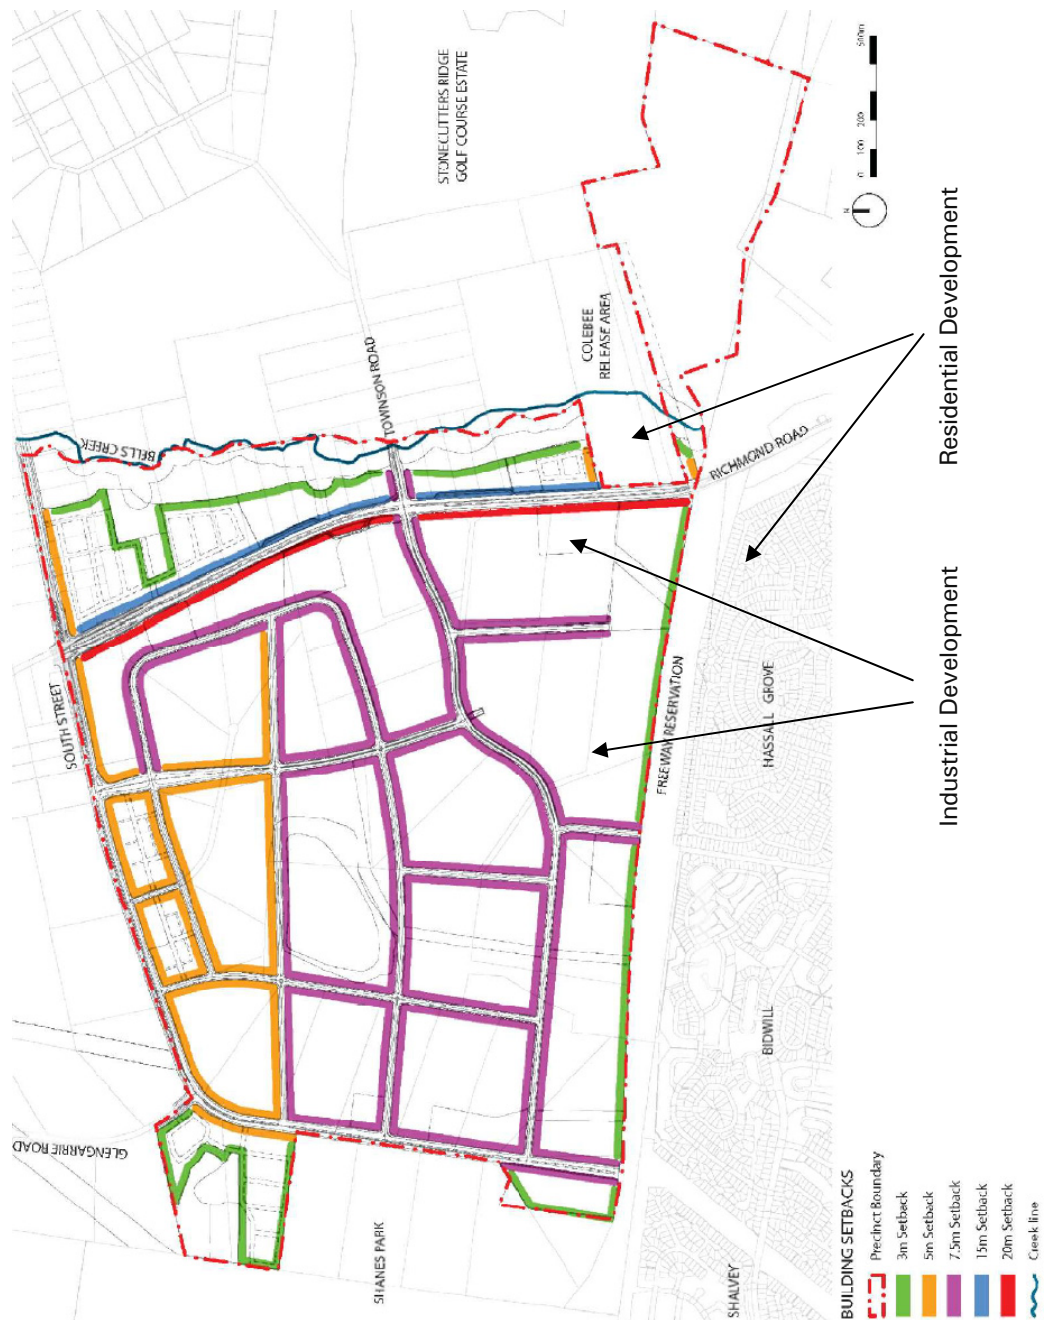 GLENGARRIE ROAD
SOUTH STREET
BELLS CREEK
TOWNSON ROAD
STONECUTTERS RIDGE
GOLF COURSE ESTATE
COLEBEE
RELEASE AREA
RICHMOND ROAD
FREEWAY RESERVATION
HASSALL GROVE
BIDWILL
SHANES PARK
SHALVEY
BUILDING SETBACKS
Precinct Boundary
3m Setback
5m Setback
7.5m Setback
15m Setback
20m Setback
Creek line
Industrial Development
Residential Development
N
0 100 200 500m